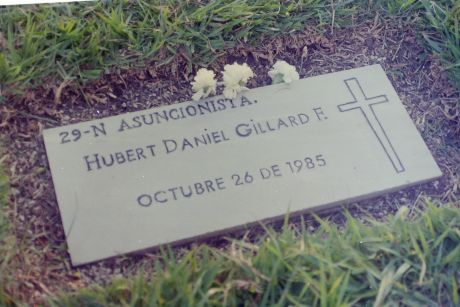 29-N ASUNCIONISTA.
HUBERT DANIEL GILLARD F.
OCTUBRE 26 DE 1985